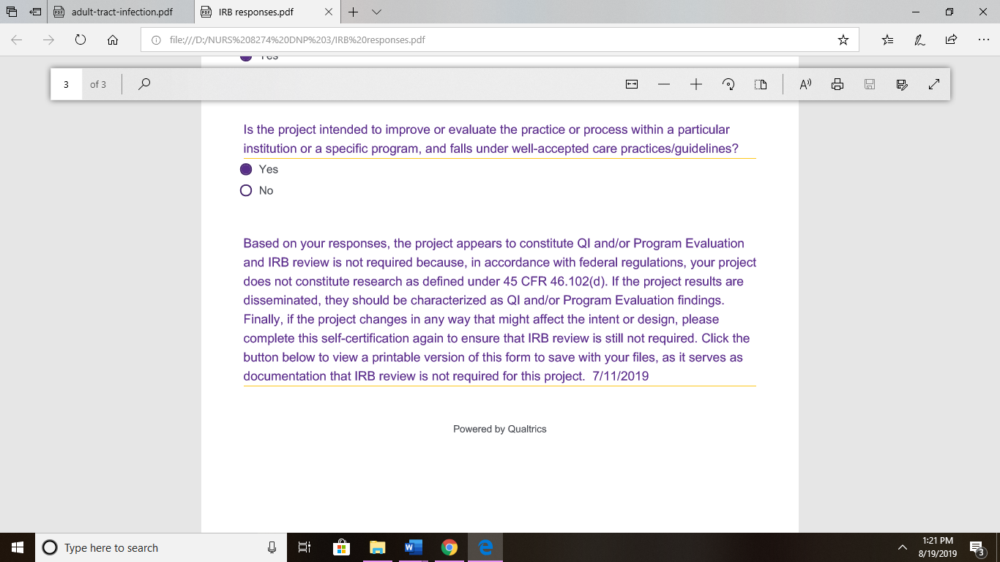 adult-tract-infection.pdf
IRB responses.pdf
file:///D:/NURS%208274%20DNP%203/IRB%20responses.pdf
Yes
3 of 3
Is the project intended to improve or evaluate the practice or process within a particular
institution or a specific program, and falls under well-accepted care practices/guidelines?
Yes
No
Based on your responses, the project appears to constitute QI and/or Program Evaluation
and IRB review is not required because, in accordance with federal regulations, your project
does not constitute research as defined under 45 CFR 46.102(d). If the project results are
disseminated, they should be characterized as QI and/or Program Evaluation findings.
Finally, if the project changes in any way that might affect the intent or design, please
complete this self-certification again to ensure that IRB review is still not required. Click the
button below to view a printable version of this form to save with your files, as it serves as
documentation that IRB review is not required for this project.  7/11/2019
Powered by Qualtrics
Type here to search
1:21 PM
8/19/2019
3